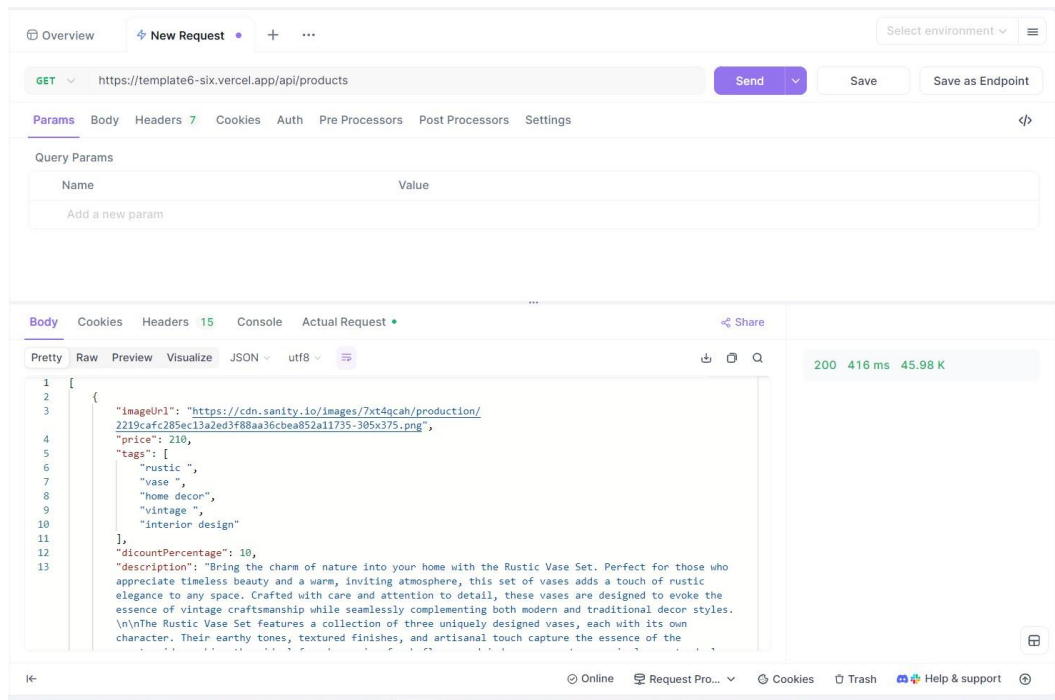 Overview New Request + ... Select environment
GET https://template6-six.vercel.app/api/products Send Save Save as Endpoint
Params Body Headers 7 Cookies Auth Pre Processors Post Processors Settings </>
Query Params
Name Value
Add a new param
Body Cookies Headers 15 Console Actual Request Share
Pretty Raw Preview Visualize JSON utf8
200 416 ms 45.98 K
1 [
2 {
3 "imageUrl": "https://cdn.sanity.io/images/7xt4qcah/production/
2219cafc285ec13a2ed3f88aa36cbea852a11735-305x375.png",
4 "price": 210,
5 "tags": [
6 "rustic ",
7 "vase ",
8 "home decor",
9 "vintage ",
10 "interior design"
11 ],
12 "dicountPercentage": 10,
13 "description": "Bring the charm of nature into your home with the Rustic Vase Set. Perfect for those who
appreciate timeless beauty and a warm, inviting atmosphere, this set of vases adds a touch of rustic
elegance to any space. Crafted with care and attention to detail, these vases are designed to evoke the
essence of vintage craftsmanship while seamlessly complementing both modern and traditional decor styles.
\n\nThe Rustic Vase Set features a collection of three uniquely designed vases, each with its own
character. Their earthy tones, textured finishes, and artisanal touch capture the essence of the
Online Request Pro... Cookies Trash Help & support